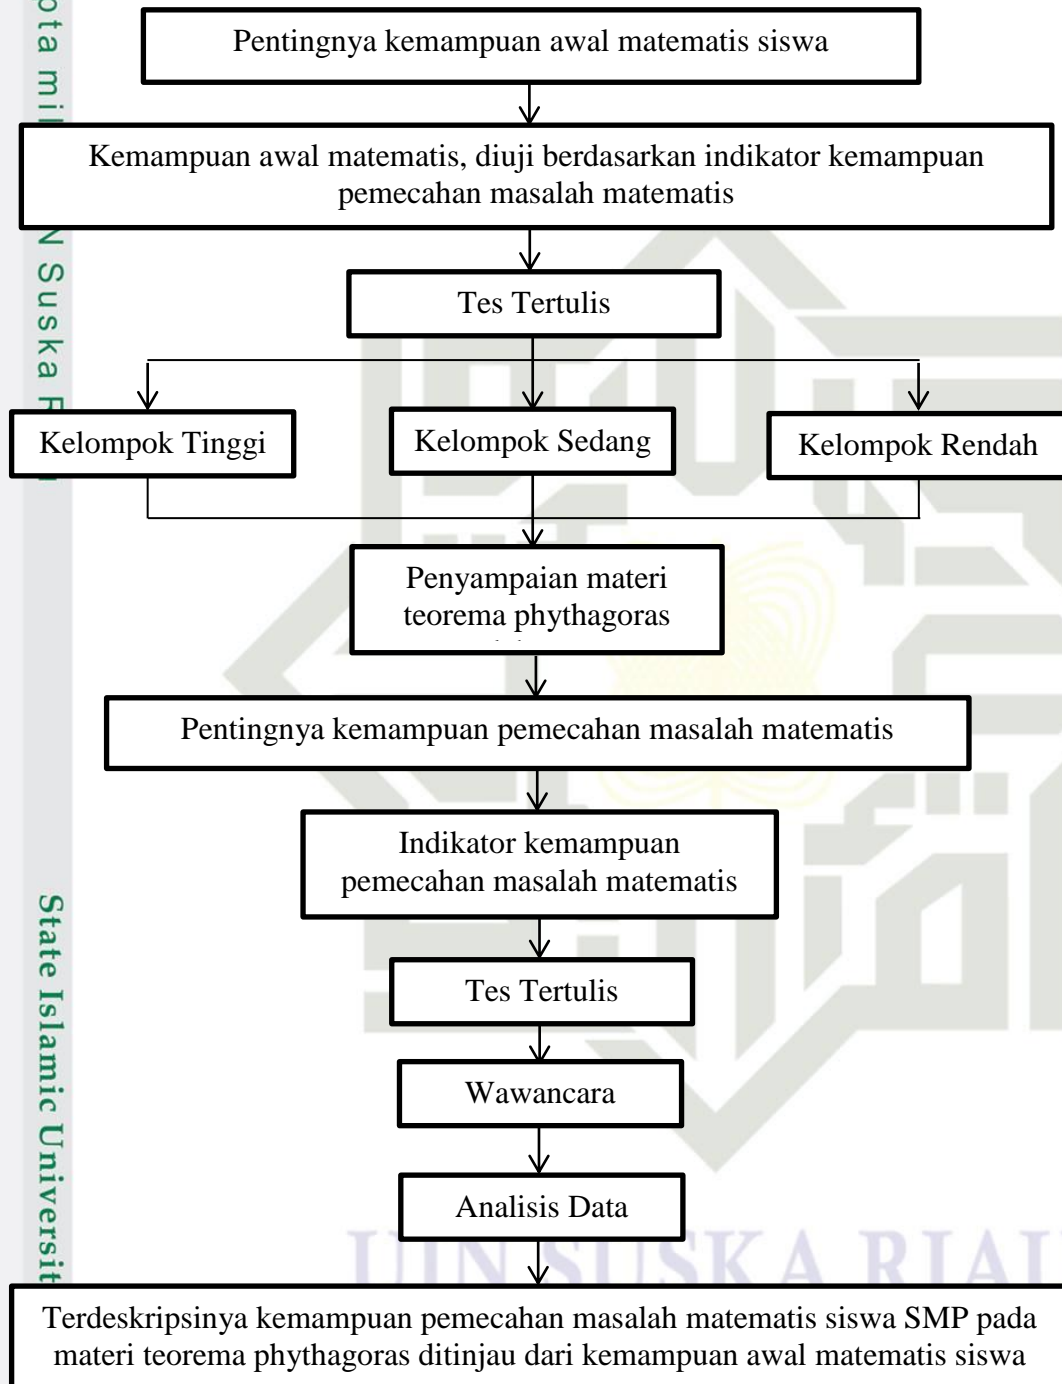 Pentingnya kemampuan awal matematis siswa
Kemampuan awal matematis, diuji berdasarkan indikator kemampuan
pemecahan masalah matematis
Tes Tertulis
Kelompok Tinggi
Kelompok Sedang
Kelompok Rendah
Penyampaian materi
teorema phythagoras
Pentingnya kemampuan pemecahan masalah matematis
Indikator kemampuan
pemecahan masalah matematis
Tes Tertulis
Wawancara
Analisis Data
Terdeskripsinya kemampuan pemecahan masalah matematis siswa SMP pada
materi teorema phythagoras ditinjau dari kemampuan awal matematis siswa
Suska
State Islamic
UIN SUSKA